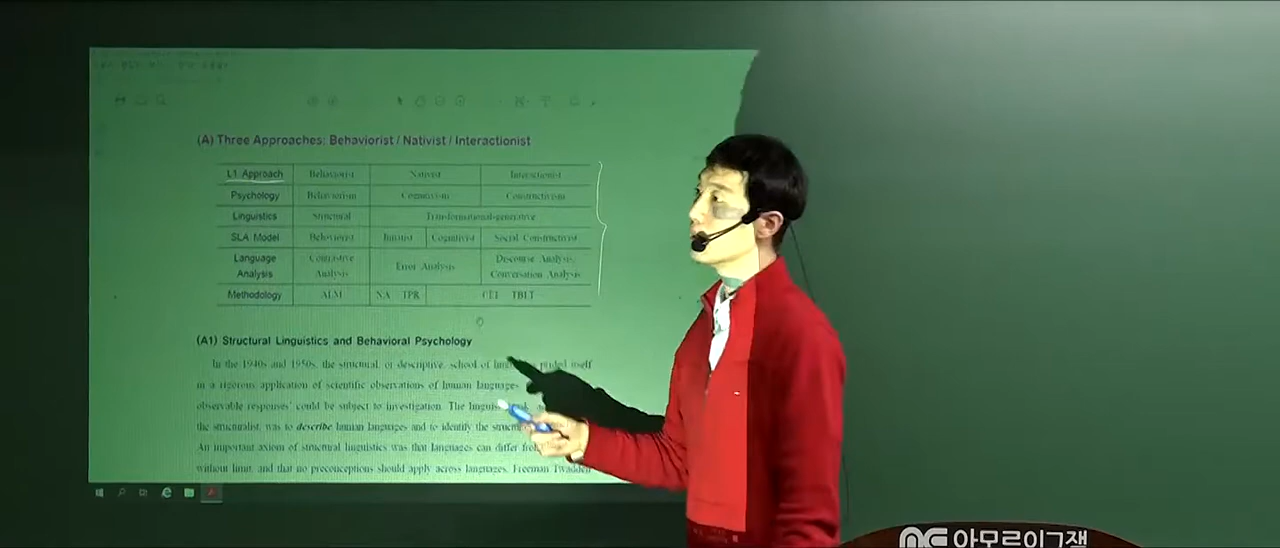 (A) Three Approaches: Behaviorist / Nativist / Interactionist
L1 Approach Behaviorist Nativist Interactionist
Psychology Behaviorism Cognitivism Constructivism
Linguistics Structural Transformational-generative
SLA Model Behaviorist Innatist Cognitivist Social Constructivist
Language Analysis Contrastive Analysis Error Analysis Discourse Analysis, Conversation Analysis
Methodology ALM NA TPR CLT TBLT
(A1) Structural Linguistics and Behavioral Psychology
In the 1940s and 1950s, the structural, or descriptive, school of prided itself
in a rigorous application of scientific observations of human languages
observable responses' could be subject to investigation. The
the structuralist, was to describe human languages and to identify the
An important axiom of structural linguistics was that languages can differ
without limit, and that no preconceptions should apply across languages. Freeman Twaddell
아모르이그잼